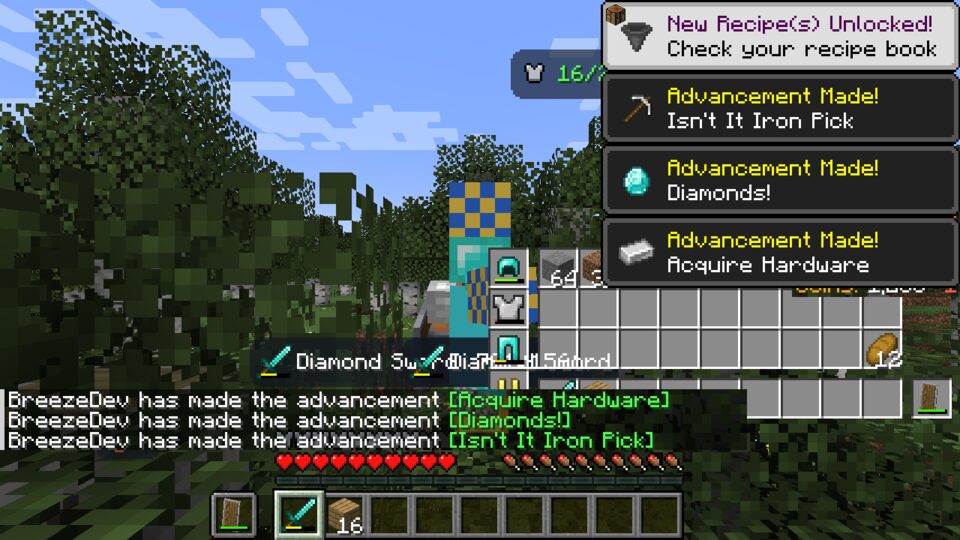 New Recipe(s) Unlocked!
Check your recipe book
16/
Advancement Made!
Isn't It Iron Pick
Advancement Made!
Diamonds!
Advancement Made!
Acquire Hardware
64
12
Diamond
BreezeDev has made the advancement [Acquire Hardware]
BreezeDev has made the advancement [Diamonds!]
BreezeDev has made the advancement [Isn't It Iron Pick]
16